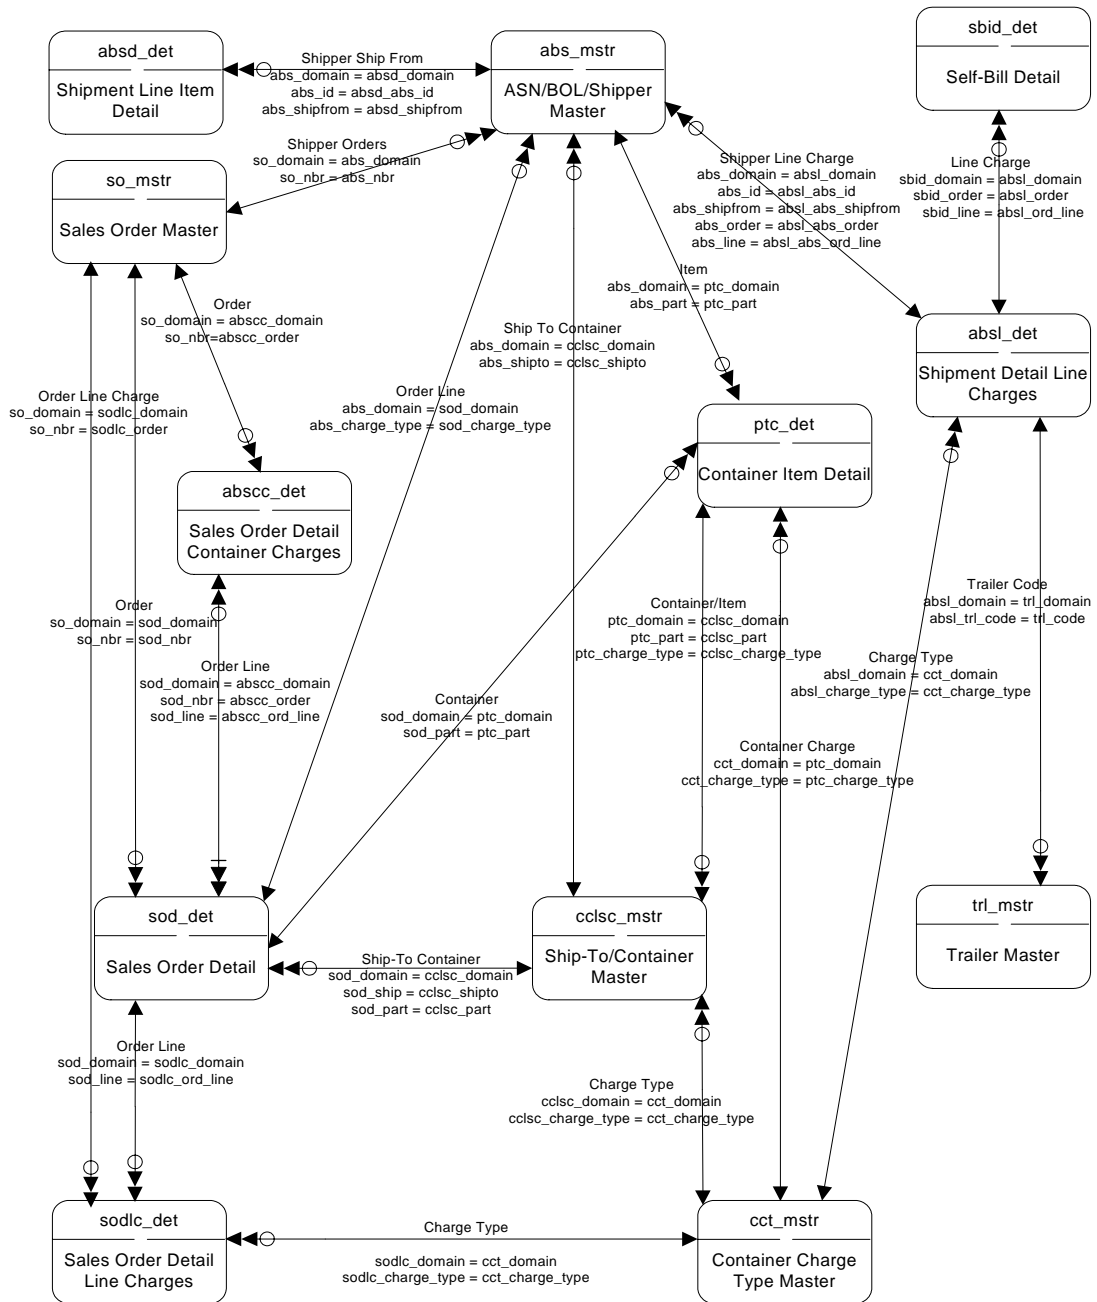 absd_det
Shipment Line Item
Detail
Shipper Ship From
abs_domain = absd_domain
abs_id = absd_abs_id
abs_shipfrom = absd_shipfrom
abs_mstr
ASN/BOL/Shipper
Master
sbid_det
Self-Bill Detail
Shipper Orders
so_domain = abs_domain
so_nbr = abs_nbr
so_mstr
Sales Order Master
Shipper Line Charge
abs_domain = absl_domain
abs_id = absl_abs_id
abs_shipfrom = absl_abs_shipfrom
abs_order = absl_abs_order
abs_line = absl_abs_ord_line
Line Charge
sbid_domain = absl_domain
sbid_order = absl_order
sbid_line = absl_ord_line
Item
abs_domain = ptc_domain
abs_part = ptc_part
Order
so_domain = abscc_domain
so_nbr=abscc_order
Ship To Container
abs_domain = cclsc_domain
abs_shipto = cclsc_shipto
absl_det
Shipment Detail Line
Charges
Order Line Charge
so_domain = sodlc_domain
so_nbr = sodlc_order
Order Line
abs_domain = sod_domain
abs_charge_type = sod_charge_type
ptc_det
Container Item Detail
abscc_det
Sales Order Detail
Container Charges
Order
so_domain = sod_domain
so_nbr = sod_nbr
Container/Item
ptc_domain = cclsc_domain
ptc_part = cclsc_part
ptc_charge_type = cclsc_charge_type
Trailer Code
absl_domain = trl_domain
absl_trl_code = trl_code
Order Line
sod_domain = abscc_domain
sod_nbr = abscc_order
sod_line = abscc_ord_line
Charge Type
absl_domain = cct_domain
absl_charge_type = cct_charge_type
Container
sod_domain = ptc_domain
sod_part = ptc_part
Container Charge
cct_domain = ptc_domain
cct_charge_type = ptc_charge_type
sod_det
Sales Order Detail
Ship-To Container
sod_domain = cclsc_domain
sod_ship = cclsc_shipto
sod_part = cclsc_part
cclsc_mstr
Ship-To/Container
Master
trl_mstr
Trailer Master
Order Line
sod_domain = sodlc_domain
sod_line = sodlc_ord_line
Charge Type
cclsc_domain = cct_domain
cclsc_charge_type = cct_charge_type
sodlc_det
Sales Order Detail
Line Charges
Charge Type
sodlc_domain = cct_domain
sodlc_charge_type = cct_charge_type
cct_mstr
Container Charge
Type Master